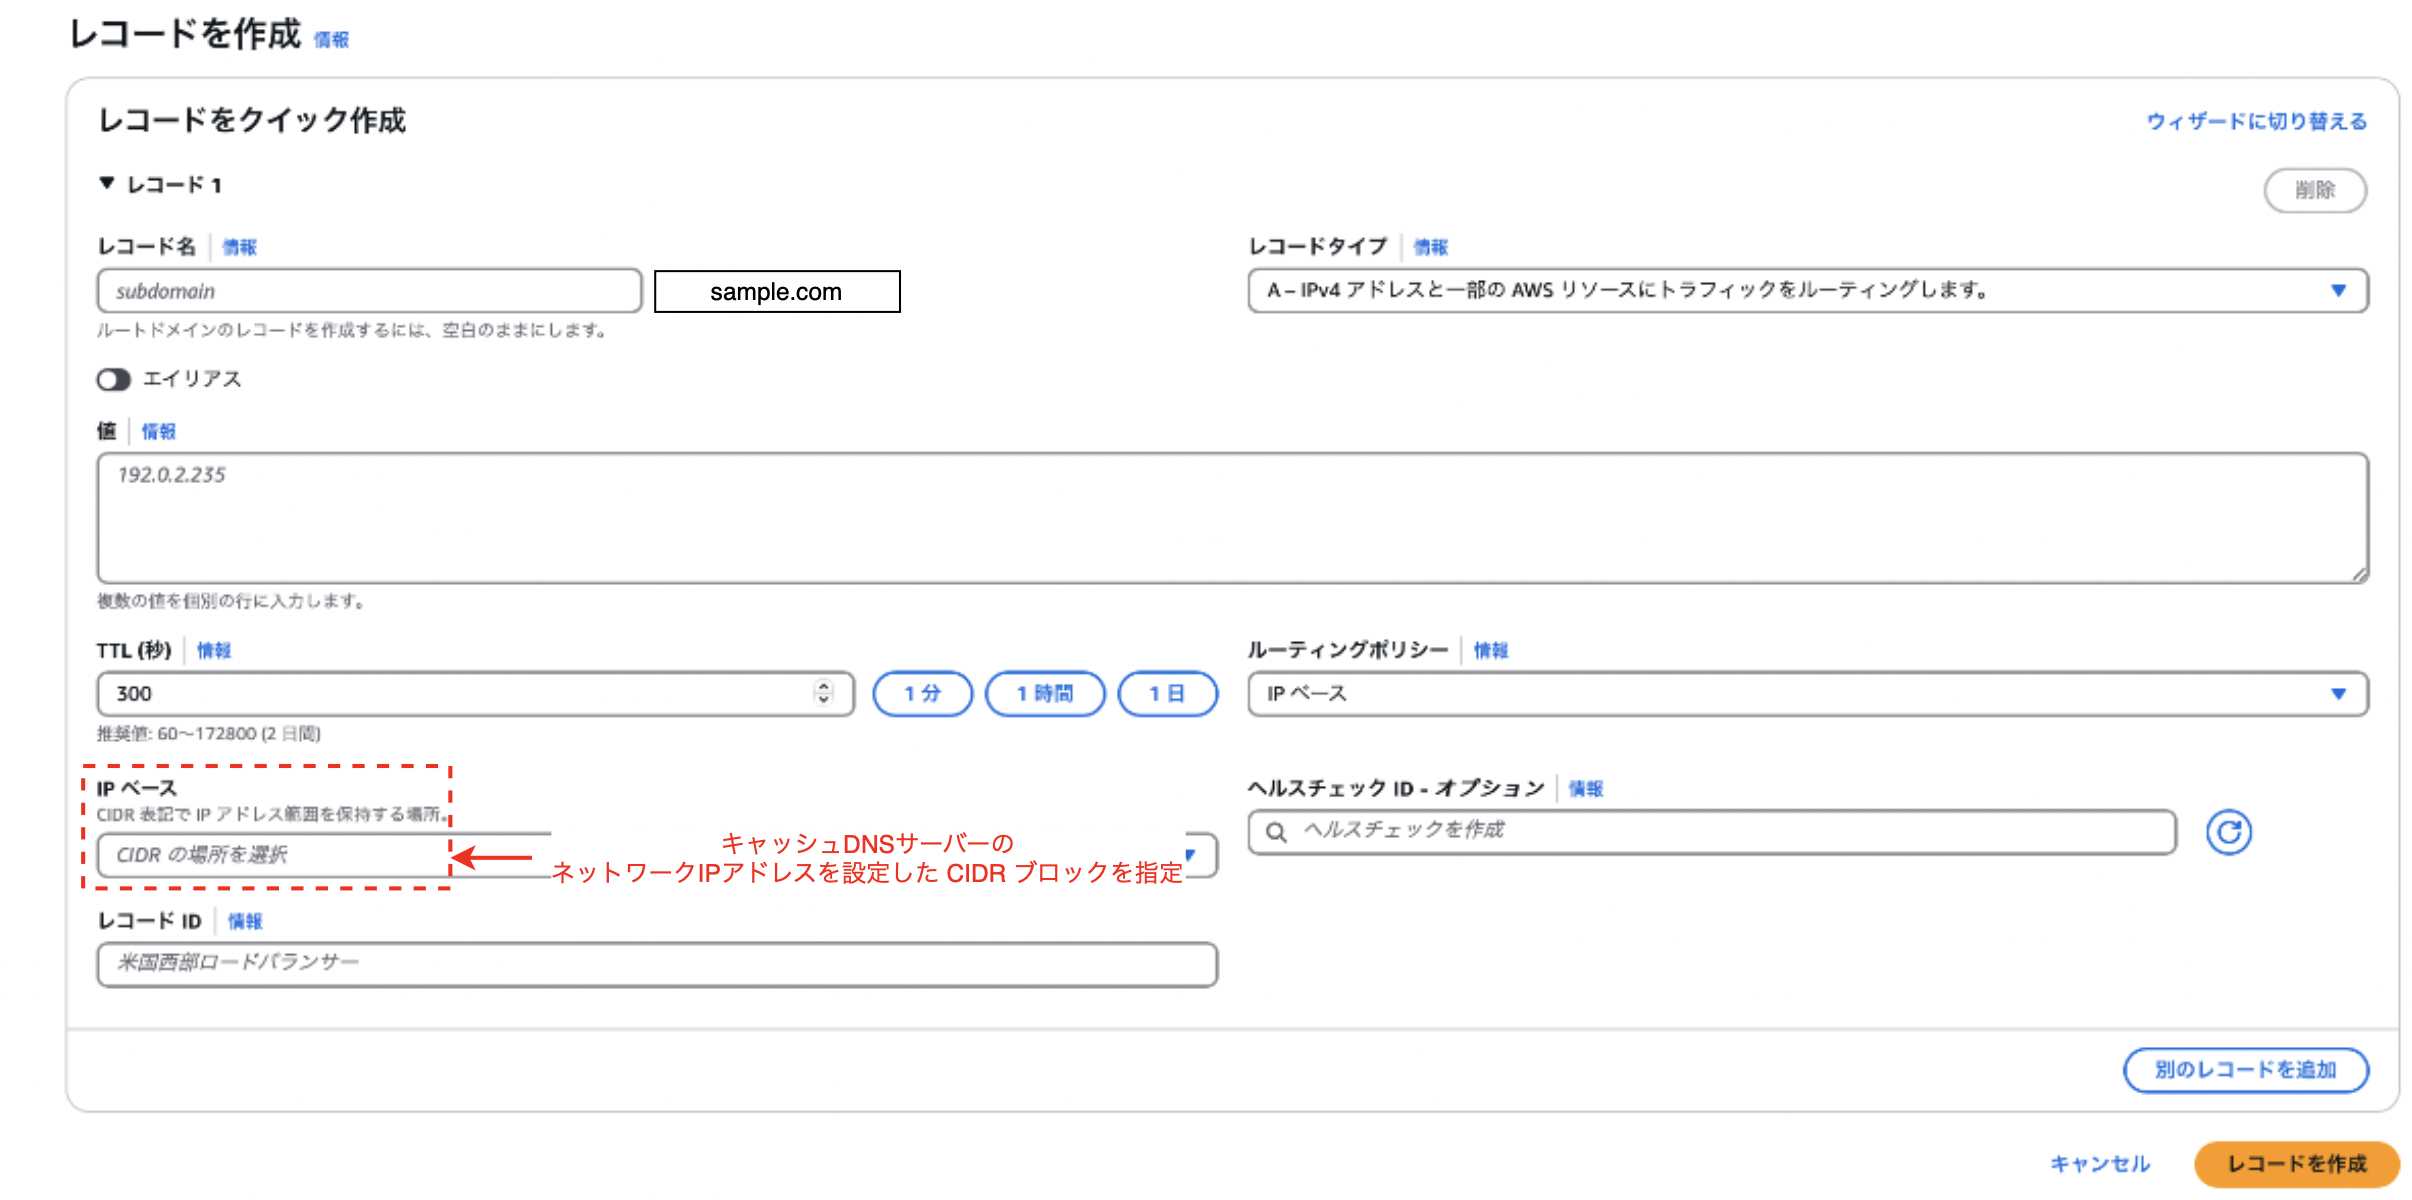 レコードを作成 情報
レコードをクイック作成
ウィザードに切り替える
▼ レコード 1
削除
レコード名 情報
subdomain
sample.com
ルートドメインのレコードを作成するには、空白のままにします。
レコードタイプ 情報
A – IPv4 アドレスと一部の AWS リソースにトラフィックをルーティングします。
エイリアス
値 情報
192.0.2.235
複数の値を個別の行に入力します。
TTL (秒) 情報
300
1 分
1 時間
1 日
推奨値: 60～172800 (2 日間)
ルーティングポリシー 情報
IP ベース
IP ベース
CIDR 表記で IP アドレス範囲を保持する場所。
CIDR の場所を選択
キャッシュDNSサーバーの
ネットワークIPアドレスを設定した CIDR ブロックを指定
ヘルスチェック ID - オプション 情報
ヘルスチェックを作成
レコード ID 情報
米国西部ロードバランサー
別のレコードを追加
キャンセル
レコードを作成